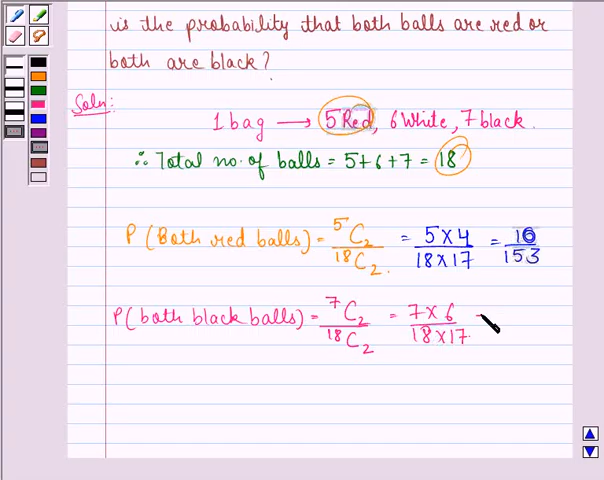 is the probability that both balls are red or
both are black?
Soln:
1 bag → 5 Red, 6 White, 7 black.
∴ Total no. of balls = 5+6+7 = 18
P (Both red balls) = ⁵C₂/¹⁸C₂. = 5×4/18×17 = 10/153
P (both black balls) = ⁷C₂/¹⁸C₂ = 7×6/18×17